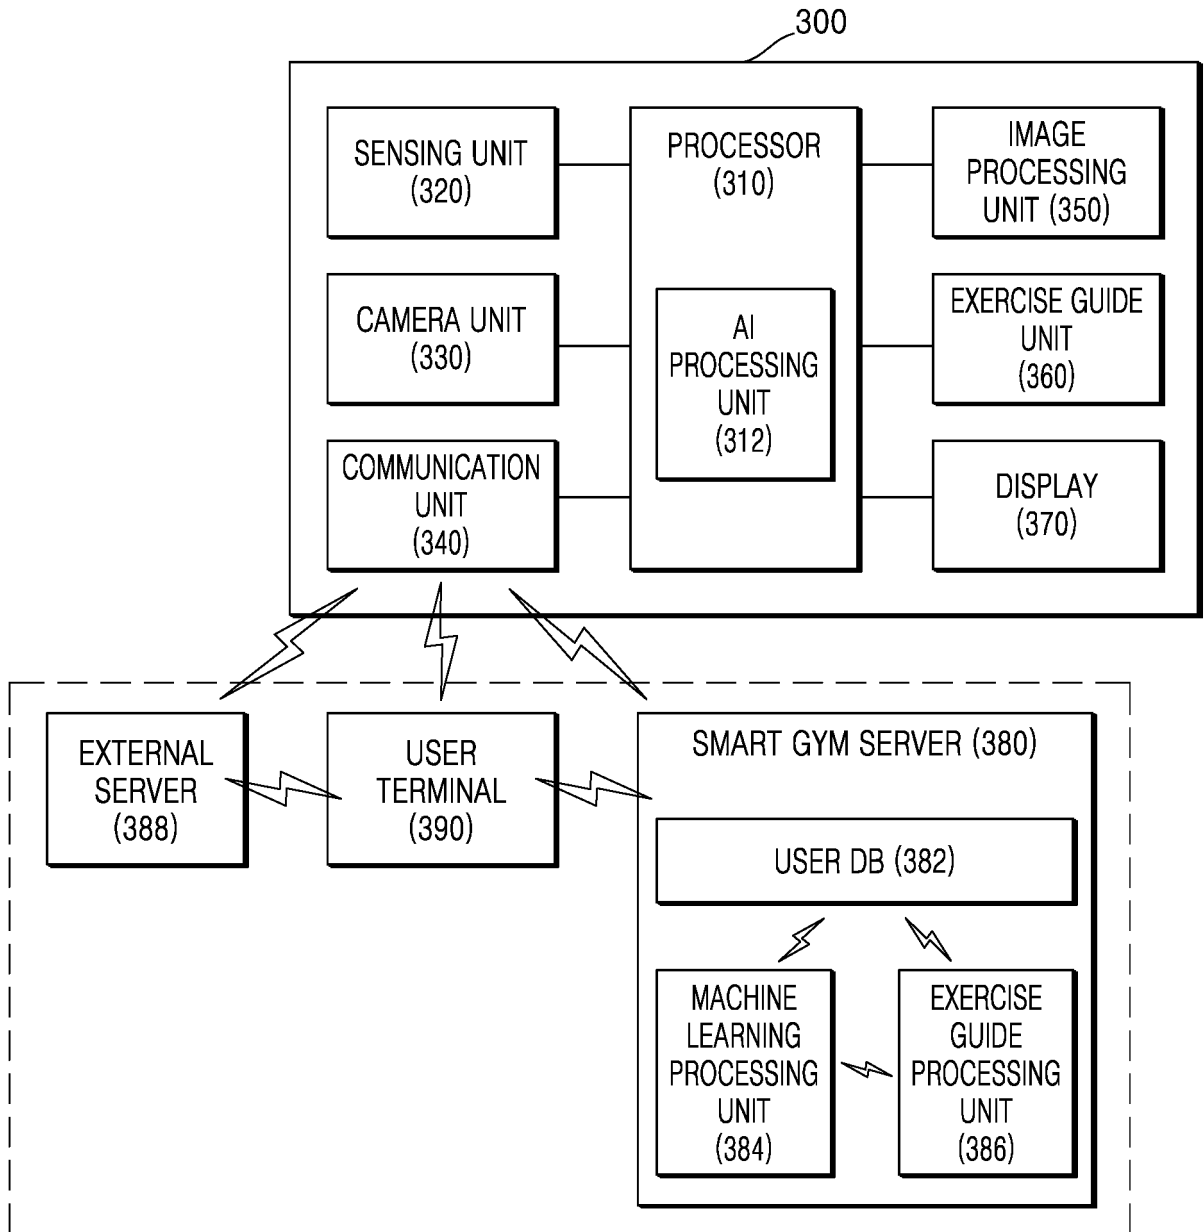 300
SENSING UNIT
(320)
PROCESSOR
(310)
IMAGE
PROCESSING
UNIT (350)
CAMERA UNIT
(330)
AI
PROCESSING
UNIT
(312)
EXERCISE GUIDE
UNIT
(360)
COMMUNICATION
UNIT
(340)
DISPLAY
(370)
EXTERNAL
SERVER
(388)
USER
TERMINAL
(390)
SMART GYM SERVER (380)
USER DB (382)
MACHINE
LEARNING
PROCESSING
UNIT
(384)
EXERCISE
GUIDE
PROCESSING
UNIT
(386)